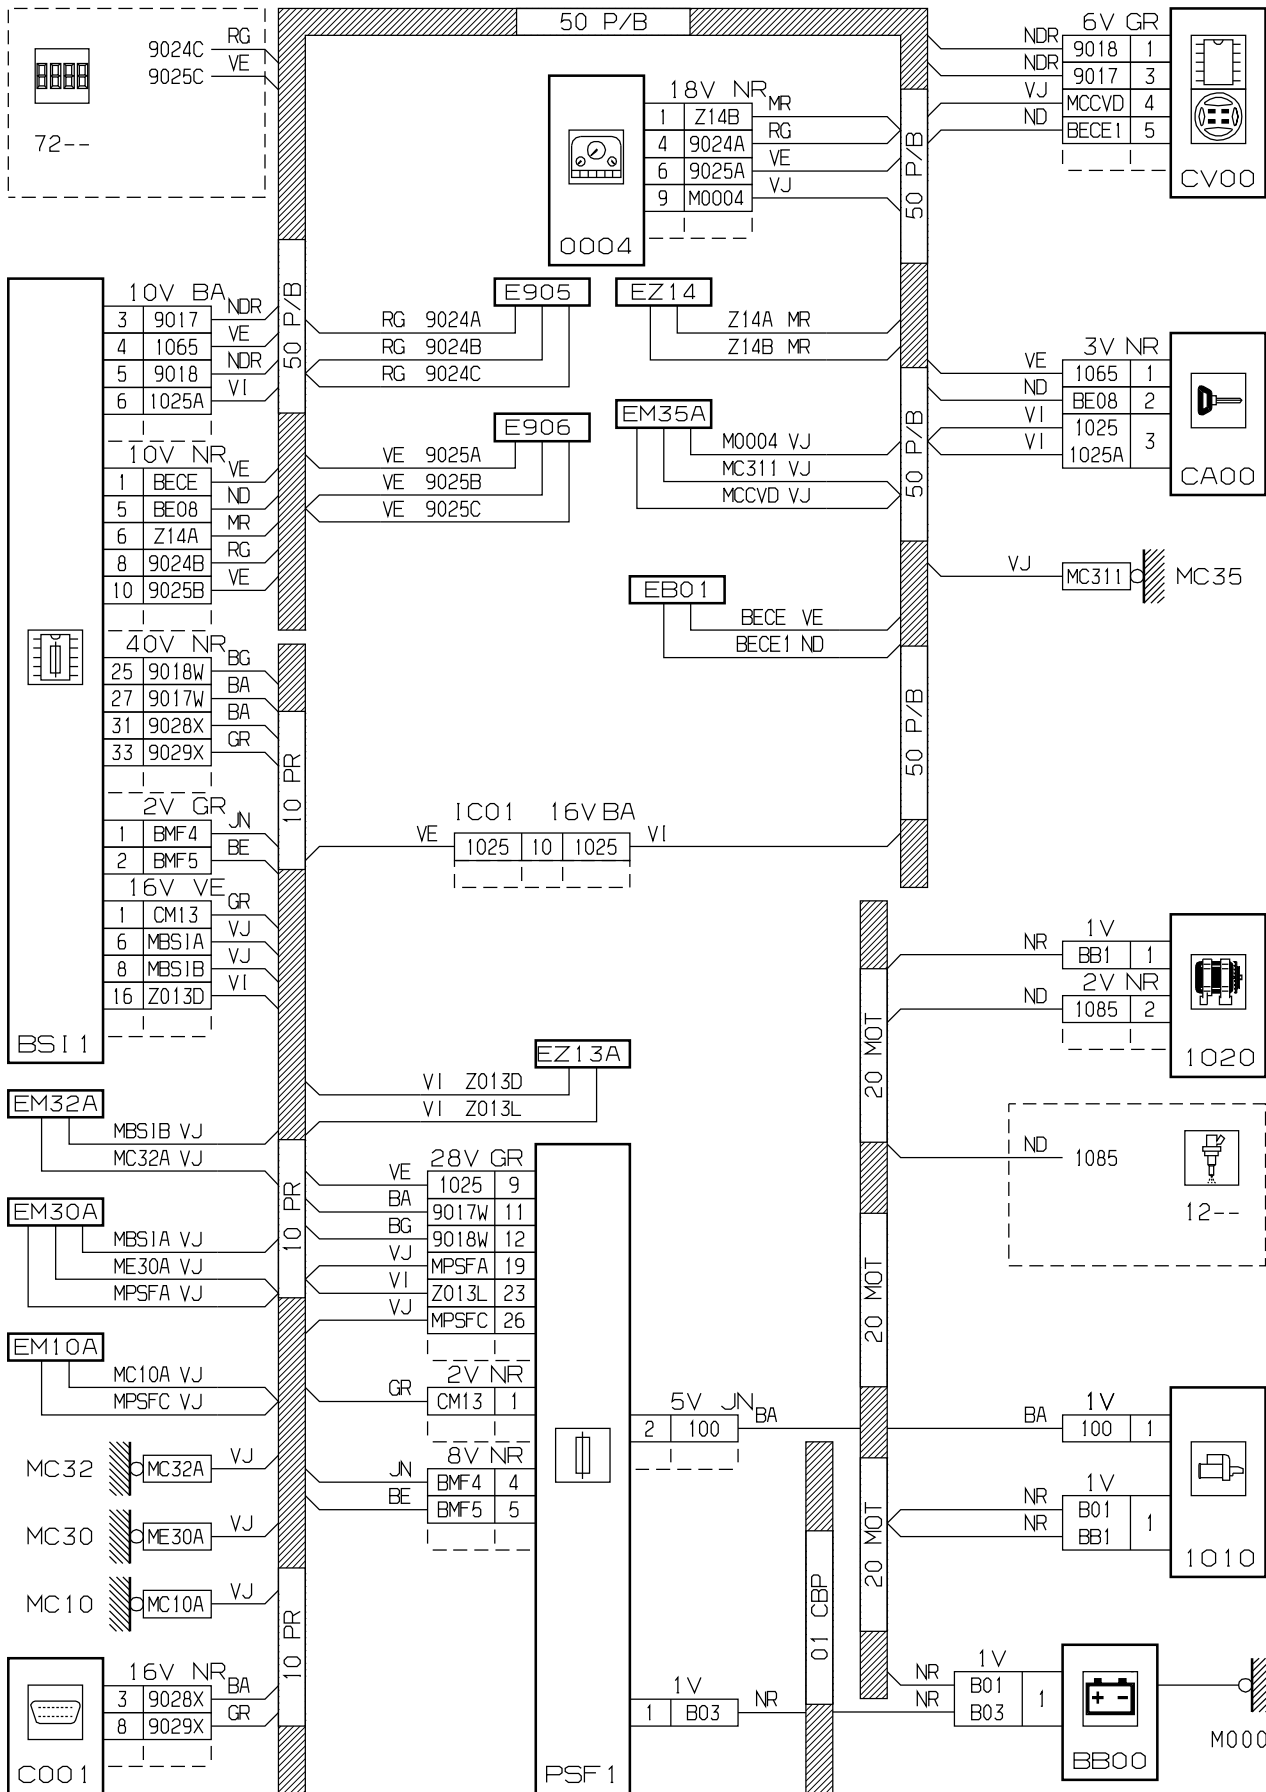 50 P/B
9024C RG
9025C VE
72--
6V GR
NDR 9018 1
NDR 9017 3
VJ MCCVD 4
ND BECE1 5
CV00
18V NR
1 Z14B MR
4 9024A RG
6 9025A VE
9 M0004 VJ
0004
50 P/B
50 P/B
10V BA
3 9017 NDR
4 1065 VE
5 9018 NDR
6 1025A VI
E905
RG 9024A
RG 9024B
RG 9024C
EZ14
Z14A MR
Z14B MR
3V NR
VE 1065 1
ND BE08 2
VI 1025
VI 1025A
3
CA00
E906
VE 9025A
VE 9025B
VE 9025C
EM35A
M0004 VJ
MC311 VJ
MCCVD VJ
50 P/B
10V NR
1 BECE VE
5 BE08 ND
6 Z14A MR
8 9024B RG
10 9025B VE
VJ MC311 MC35
EB01
BECE VE
BECE1 ND
50 P/B
40V NR
25 9018W BG
27 9017W BA
31 9028X BA
33 9029X GR
10 PR
2V GR
1 BMF4 JN
2 BMF5 BE
IC01 16V BA
VE 1025 10 1025 VI
16V VE
1 CM13 GR
6 MBSIA VJ
8 MBSIB VJ
16 Z013D VI
BSI1
1V
NR BB1 1
2V NR
ND 1085 2
1020
20 MOT
EZ13A
VI Z013D
VI Z013L
EM32A
MBSIB VJ
MC32A VJ
ND 1085
12--
10 PR
28V GR
VE 1025 9
BA 9017W 11
BG 9018W 12
VJ MPSFA 19
VI Z013L 23
VJ MPSFC 26
EM30A
MBSIA VJ
ME30A VJ
MPSFA VJ
20 MOT
EM10A
MC10A VJ
MPSFC VJ
2V NR
GR CM13 1
5V JN
2 100 BA
1V
BA 100 1
8V NR
JN BMF4 4
BE BMF5 5
MC32 MC32A VJ
MC30 ME30A VJ
MC10 MC10A VJ
1V
NR B01
NR BB1
1
1010
20 MOT
01 CBP
10 PR
16V NR
3 9028X BA
8 9029X GR
C001
1V
1 B03 NR
PSF1
1V
NR B01
NR B03
1
BB00
M000